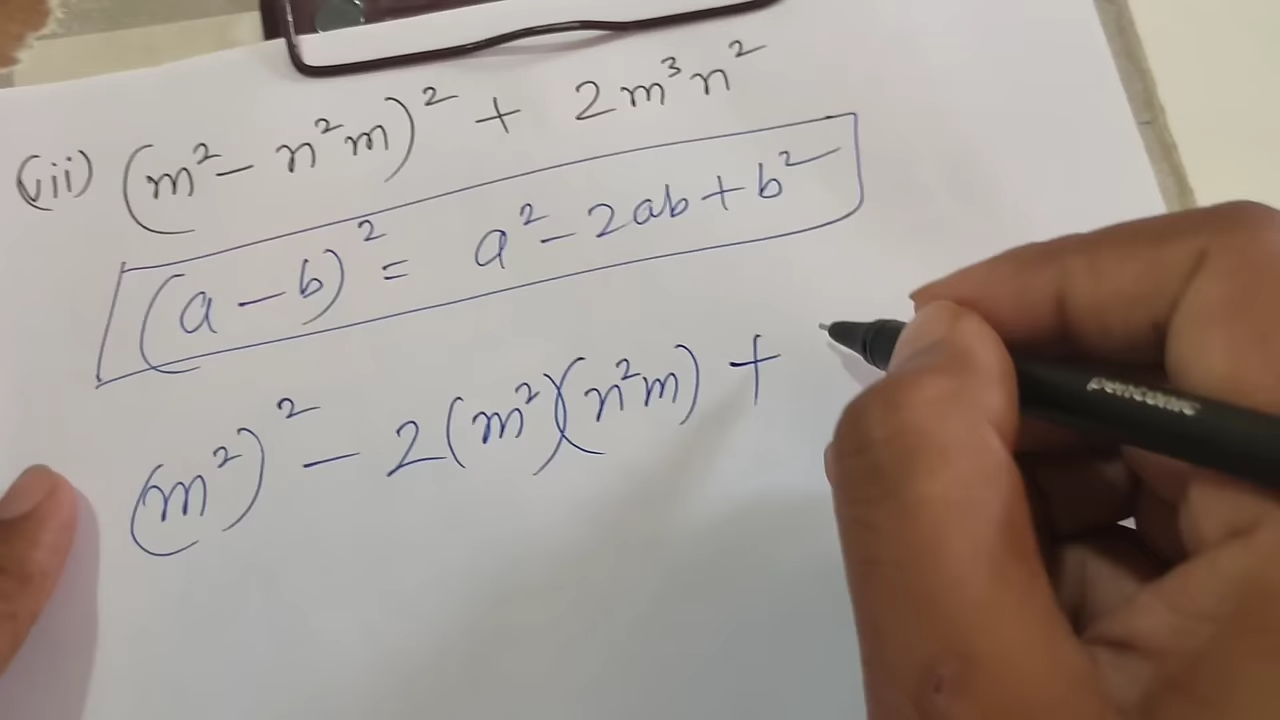 (vii) (m² - n²m)² + 2m³n²
(a - b)² = a² - 2ab + b²
(m²)² - 2(m²)(n²m) +